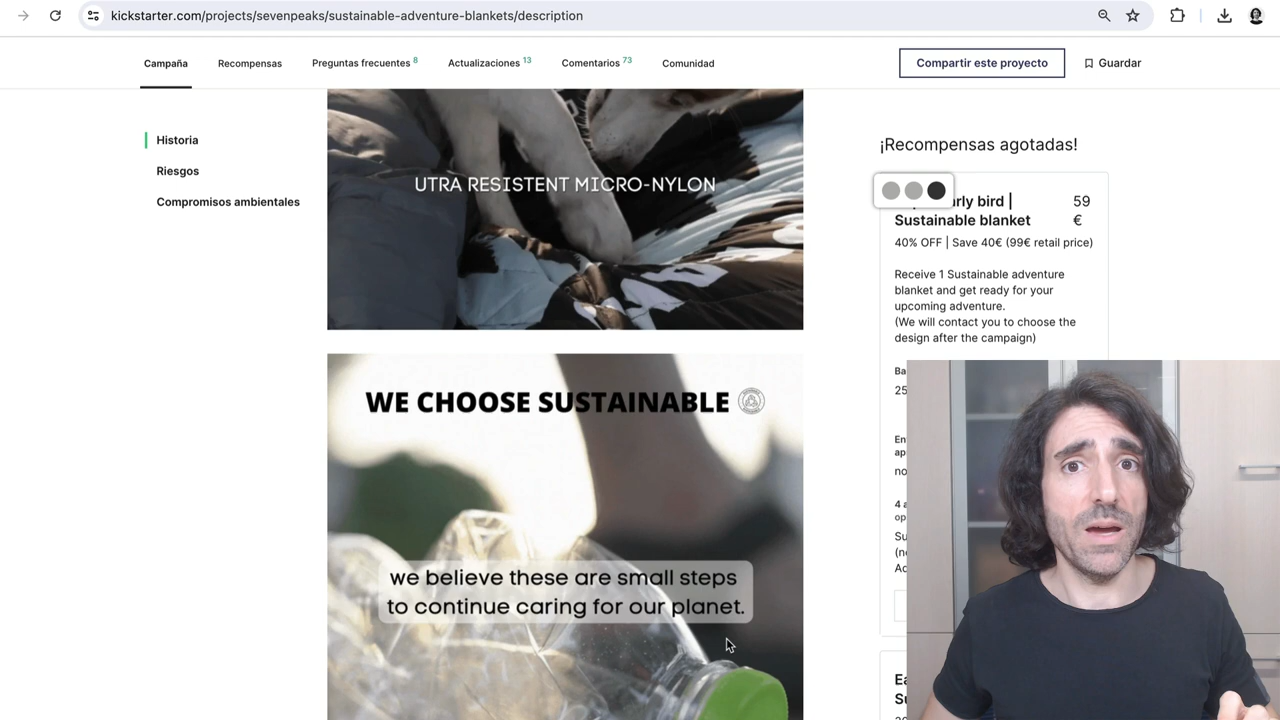 kickstarter.com/projects/sevenpeaks/sustainable-adventure-blankets/description
Campaña
Recompensas
Preguntas frecuentes 8
Actualizaciones 13
Comentarios 73
Comunidad
Compartir este proyecto
Guardar
Historia
Riesgos
Compromisos ambientales
UTRA RESISTENT MICRO-NYLON
WE CHOOSE SUSTAINABLE
we believe these are small steps
to continue caring for our planet.
¡Recompensas agotadas!
bird |
Sustainable blanket
59
€
40% OFF | Save 40€ (99€ retail price)
Receive 1 Sustainable adventure
blanket and get ready for your
upcoming adventure.
(We will contact you to choose the
design after the campaign)